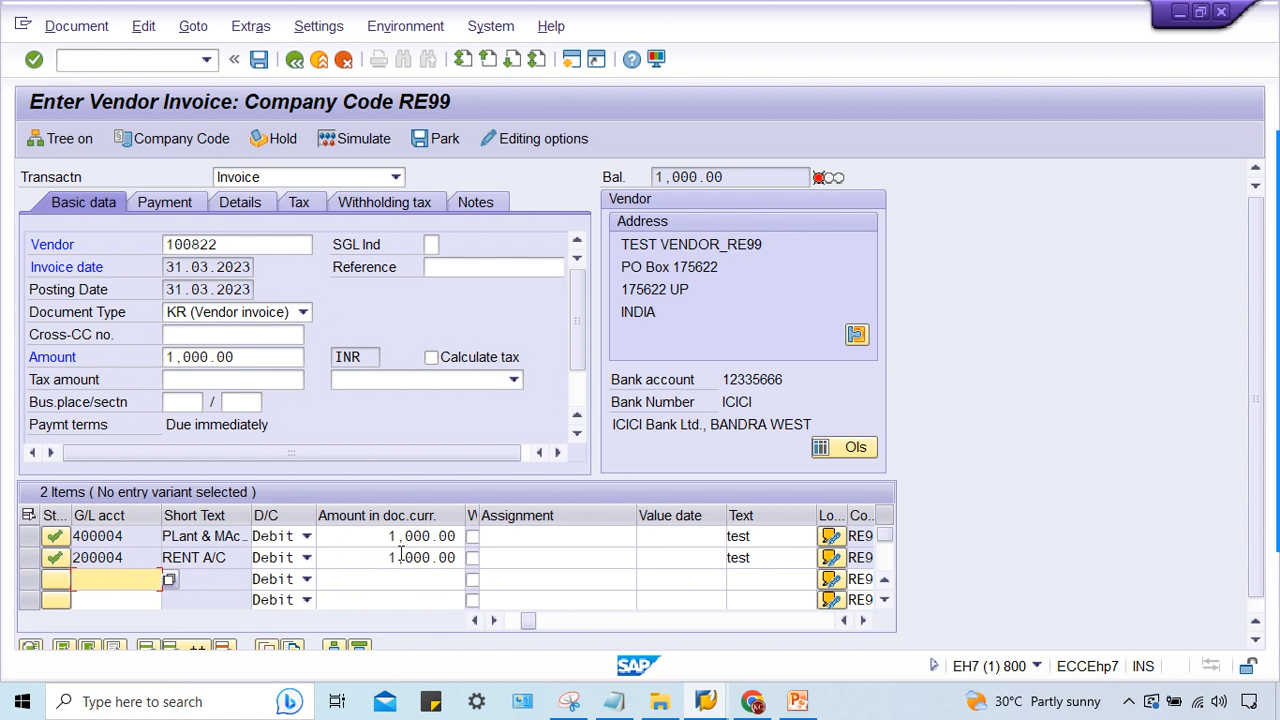 Document Edit Goto Extras Settings Environment System Help
Enter Vendor Invoice: Company Code RE99
Tree on Company Code Hold Simulate Park Editing options
Transactn Invoice Bal. 1,000.00
Basic data Payment Details Tax Withholding tax Notes Vendor
Address
Vendor 100822 SGL Ind TEST VENDOR_RE99
Invoice date 31.03.2023 Reference PO Box 175622
Posting Date 31.03.2023 175622 UP
Document Type KR (Vendor invoice) INDIA
Cross-CC no.
Amount 1,000.00 INR Calculate tax
Tax amount Bank account 12335666
Bus.place/sectn / Bank Number ICICI
Paymt terms Due immediately ICICI Bank Ltd., BANDRA WEST
OIs
2 Items ( No entry variant selected )
St... G/L acct Short Text D/C Amount in doc.curr. W Assignment Value date Text Lo... Co..
400004 PLant & MAc.. Debit 1,000.00 test RE9
200004 RENT A/C Debit 1,000.00 test RE9
Debit RE9
Debit RE9
SAP EH7 (1) 800 ECCEhp7 INS
Type here to search 30°C Partly sunny